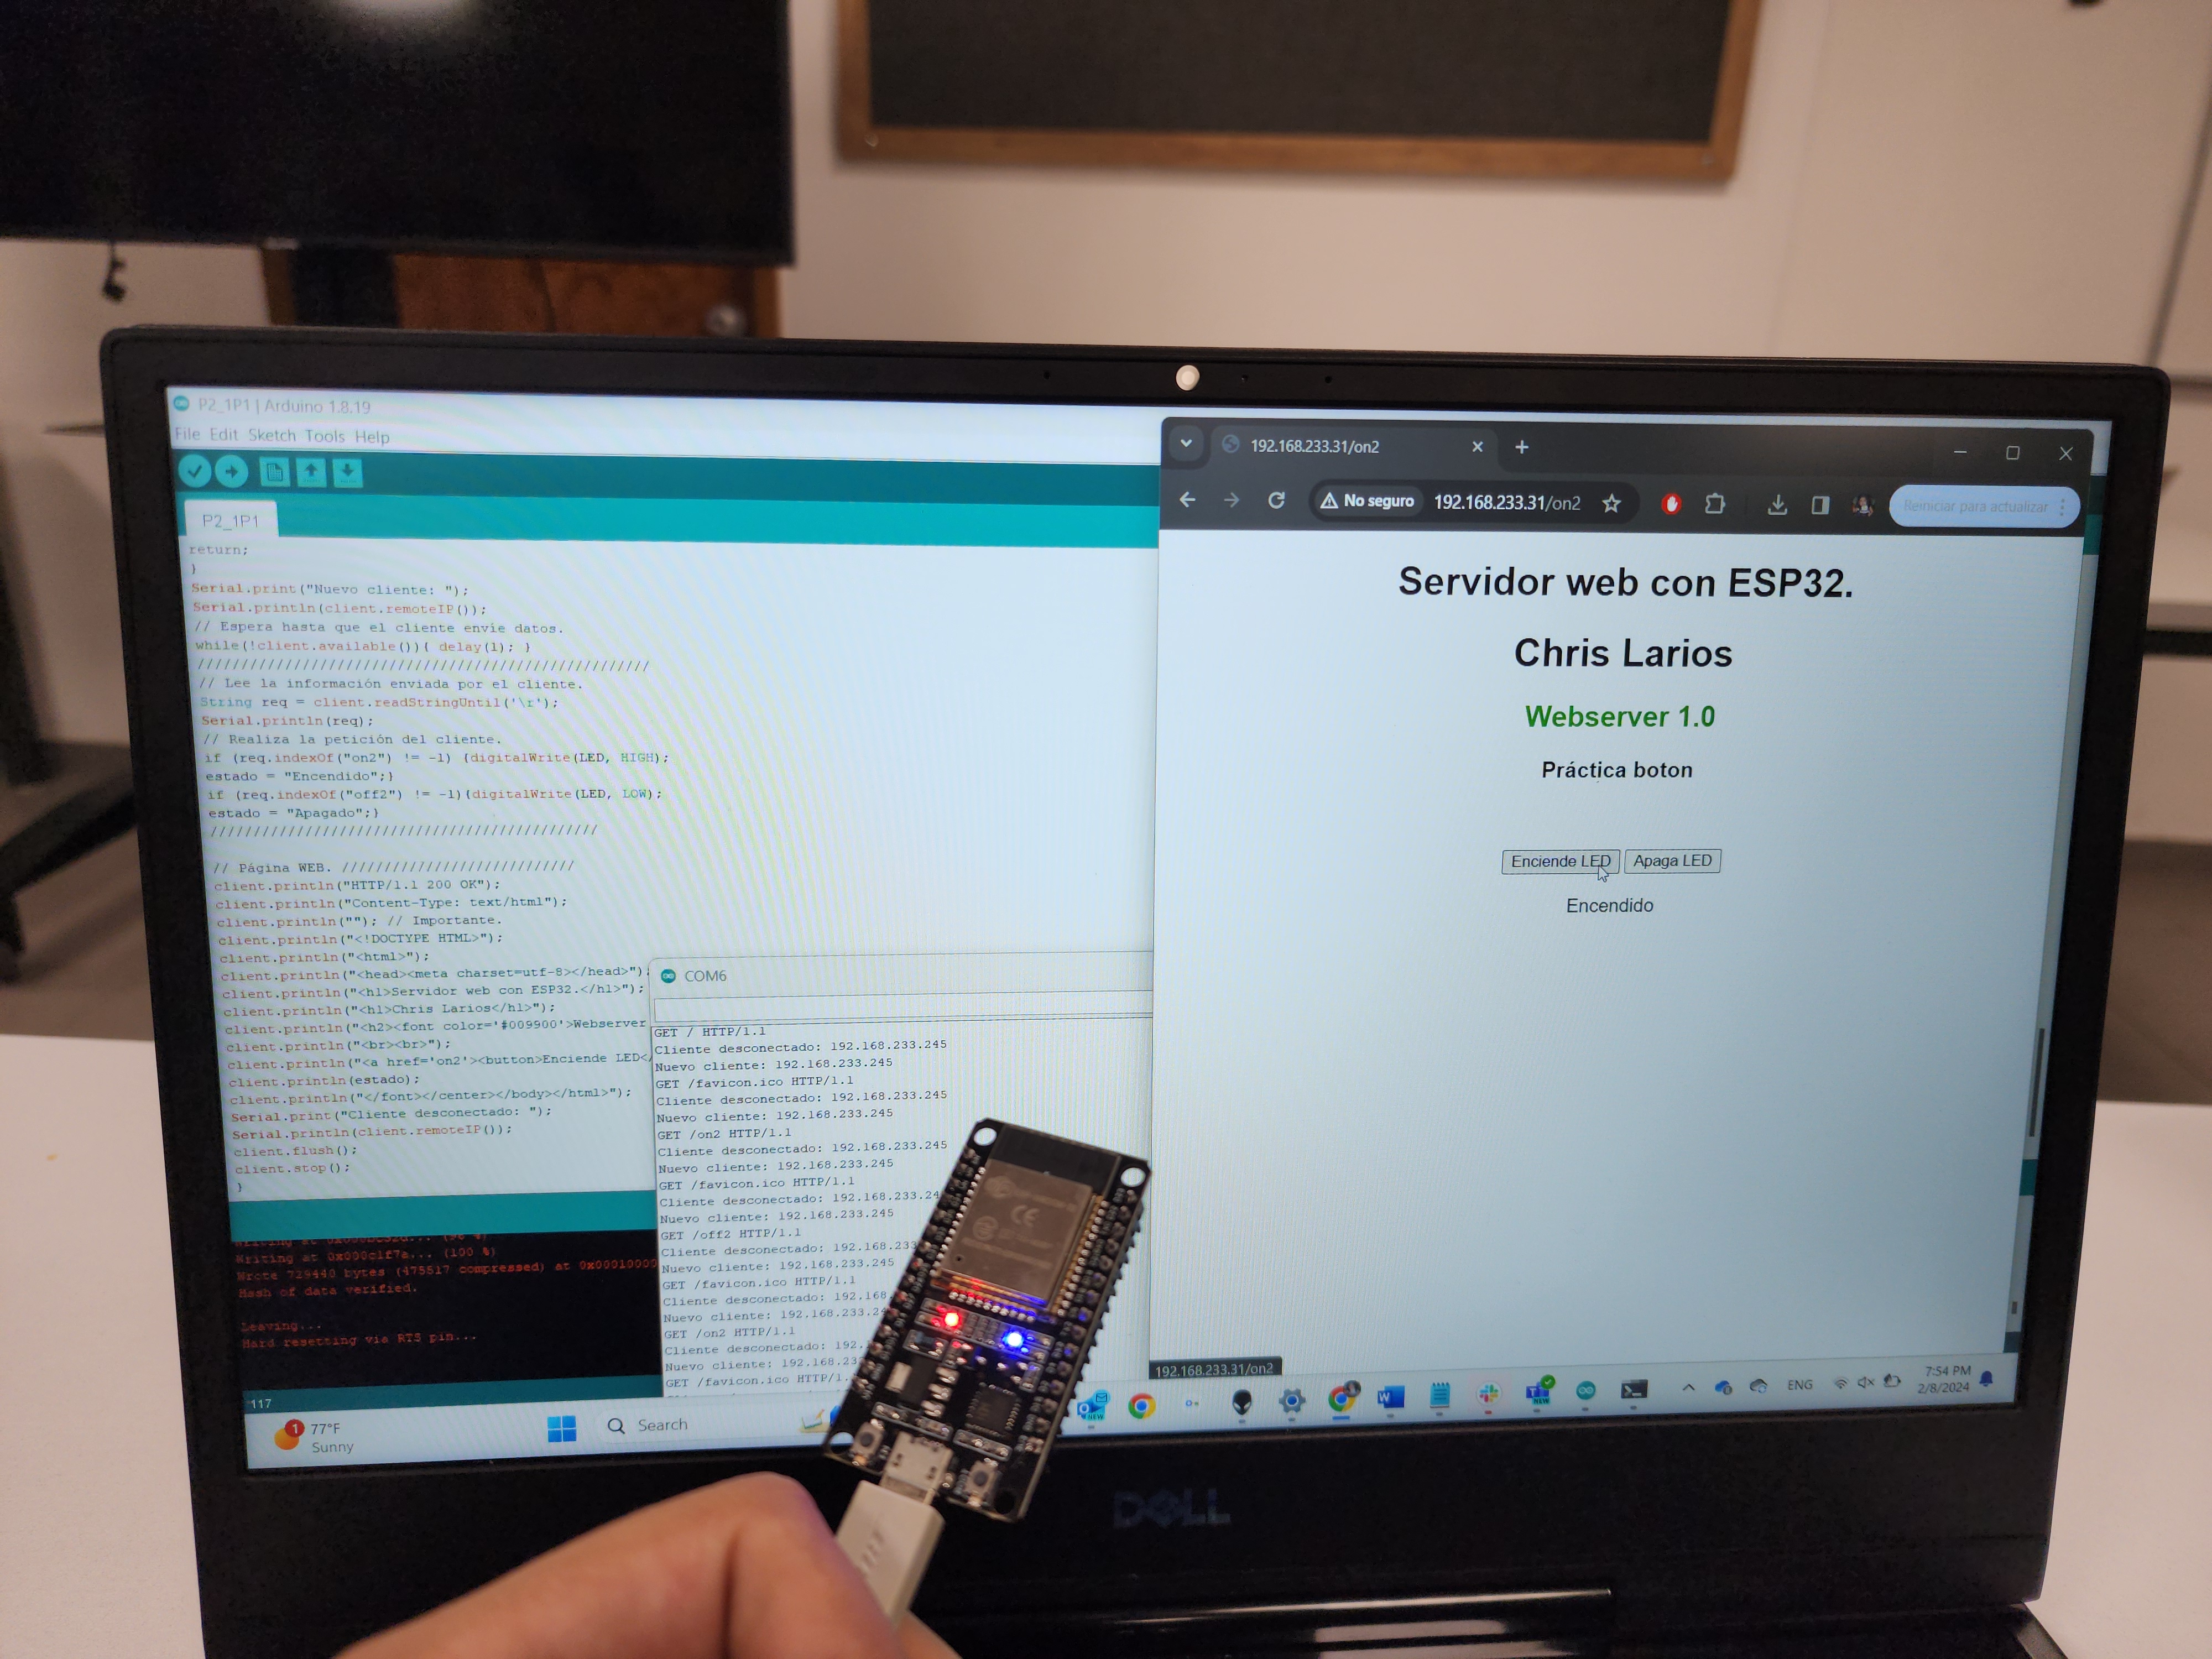 P2_1P1 | Arduino 1.8.19
File Edit Sketch Tools Help
P2_1P1
return;
}
Serial.print("Nuevo cliente: ");
Serial.println(client.remoteIP());
// Espera hasta que el cliente envíe datos.
while(!client.available()){ delay(1); }
/////////////////////////////////////////////////////
// Lee la información enviada por el cliente.
String req = client.readStringUntil('\r');
Serial.println(req);
// Realiza la petición del cliente.
if (req.indexOf("on2") != -1) {digitalWrite(LED, HIGH);
estado = "Encendido";}
if (req.indexOf("off2") != -1){digitalWrite(LED, LOW);
estado = "Apagado";}
/////////////////////////////////////////////
// Página WEB. ///////////////////////////
client.println("HTTP/1.1 200 OK");
client.println("Content-Type: text/html");
client.println(""); // Importante.
client.println("<!DOCTYPE HTML>");
client.println("<html>");
client.println("<head><meta charset=utf-8></head>");
client.println("<h1>Servidor web con ESP32.</h1>");
client.println("<h1>Chris Larios</h1>");
client.println("<h2><font color='#009900'>Webserver
client.println("<br><br>");
client.println("<a href='on2'><button>Enciende LED</
client.println(estado);
client.println("</font></center></body></html>");
Serial.print("Cliente desconectado: ");
Serial.println(client.remoteIP());
client.flush();
client.stop();
}
Writing at 0x000c1f7a... (100 %)
Wrote 729440 bytes (475517 compressed) at 0x00010000
Hash of data verified.
Leaving...
Hard resetting via RTS pin...
117
COM6
GET / HTTP/1.1
Cliente desconectado: 192.168.233.245
Nuevo cliente: 192.168.233.245
GET /favicon.ico HTTP/1.1
Cliente desconectado: 192.168.233.245
Nuevo cliente: 192.168.233.245
GET /on2 HTTP/1.1
Cliente desconectado: 192.168.233.245
Nuevo cliente: 192.168.233.245
GET /favicon.ico HTTP/1.1
Cliente desconectado: 192.168.233.24
Nuevo cliente: 192.168.233.245
GET /off2 HTTP/1.1
Cliente desconectado: 192.168.233
Nuevo cliente: 192.168.233.245
GET /favicon.ico HTTP/1.1
Cliente desconectado: 192.168.
Nuevo cliente: 192.168.233.24
GET /on2 HTTP/1.1
Cliente desconectado: 192.
Nuevo cliente: 192.168.233
GET /favicon.ico HTTP/1.
192.168.233.31/on2
No seguro 192.168.233.31/on2
Reiniciar para actualizar
Servidor web con ESP32.
Chris Larios
Webserver 1.0
Práctica boton
Enciende LED Apaga LED
Encendido
192.168.233.31/on2
1
77°F
Sunny
Search
NEW
NEW
ENG
7:54 PM
2/8/2024
CE
DELL